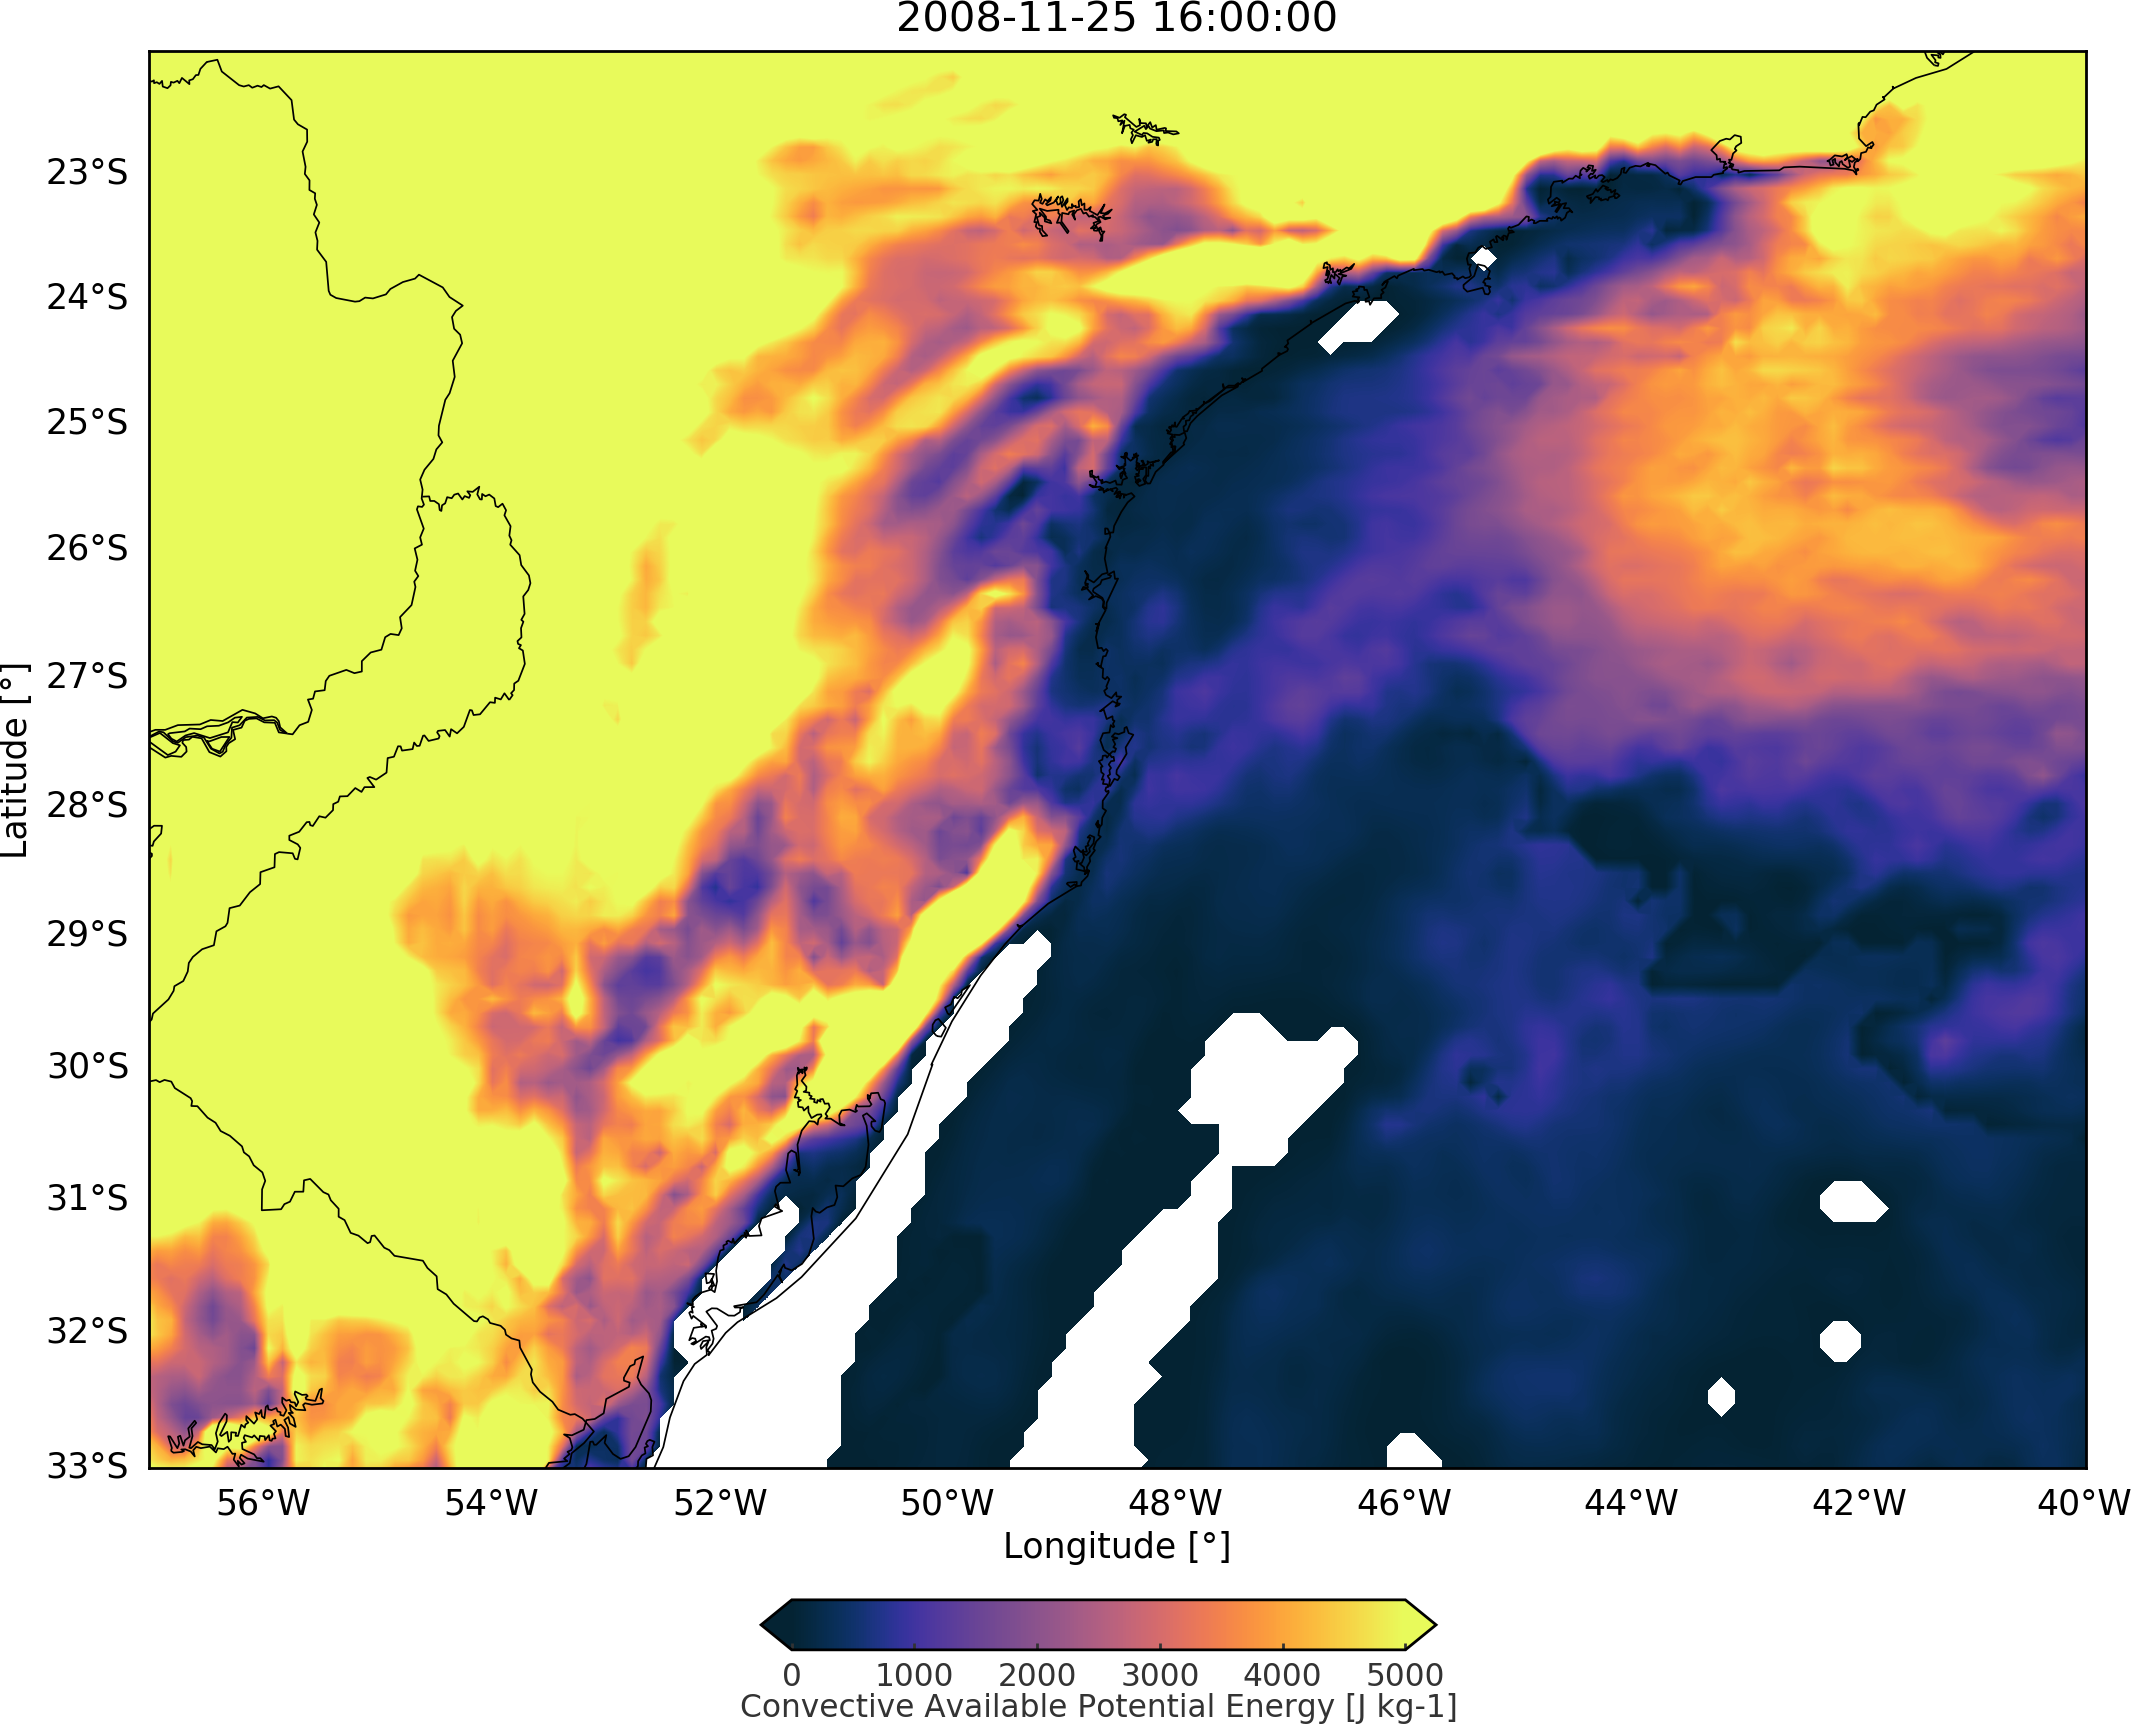 2008-11-25 16:00:00
23°S
24°S
25°S
26°S
27°S
28°S
29°S
30°S
31°S
32°S
33°S
Latitude [°]
56°W 54°W 52°W 50°W 48°W 46°W 44°W 42°W 40°W
Longitude [°]
0 1000 2000 3000 4000 5000
Convective Available Potential Energy [J kg-1]